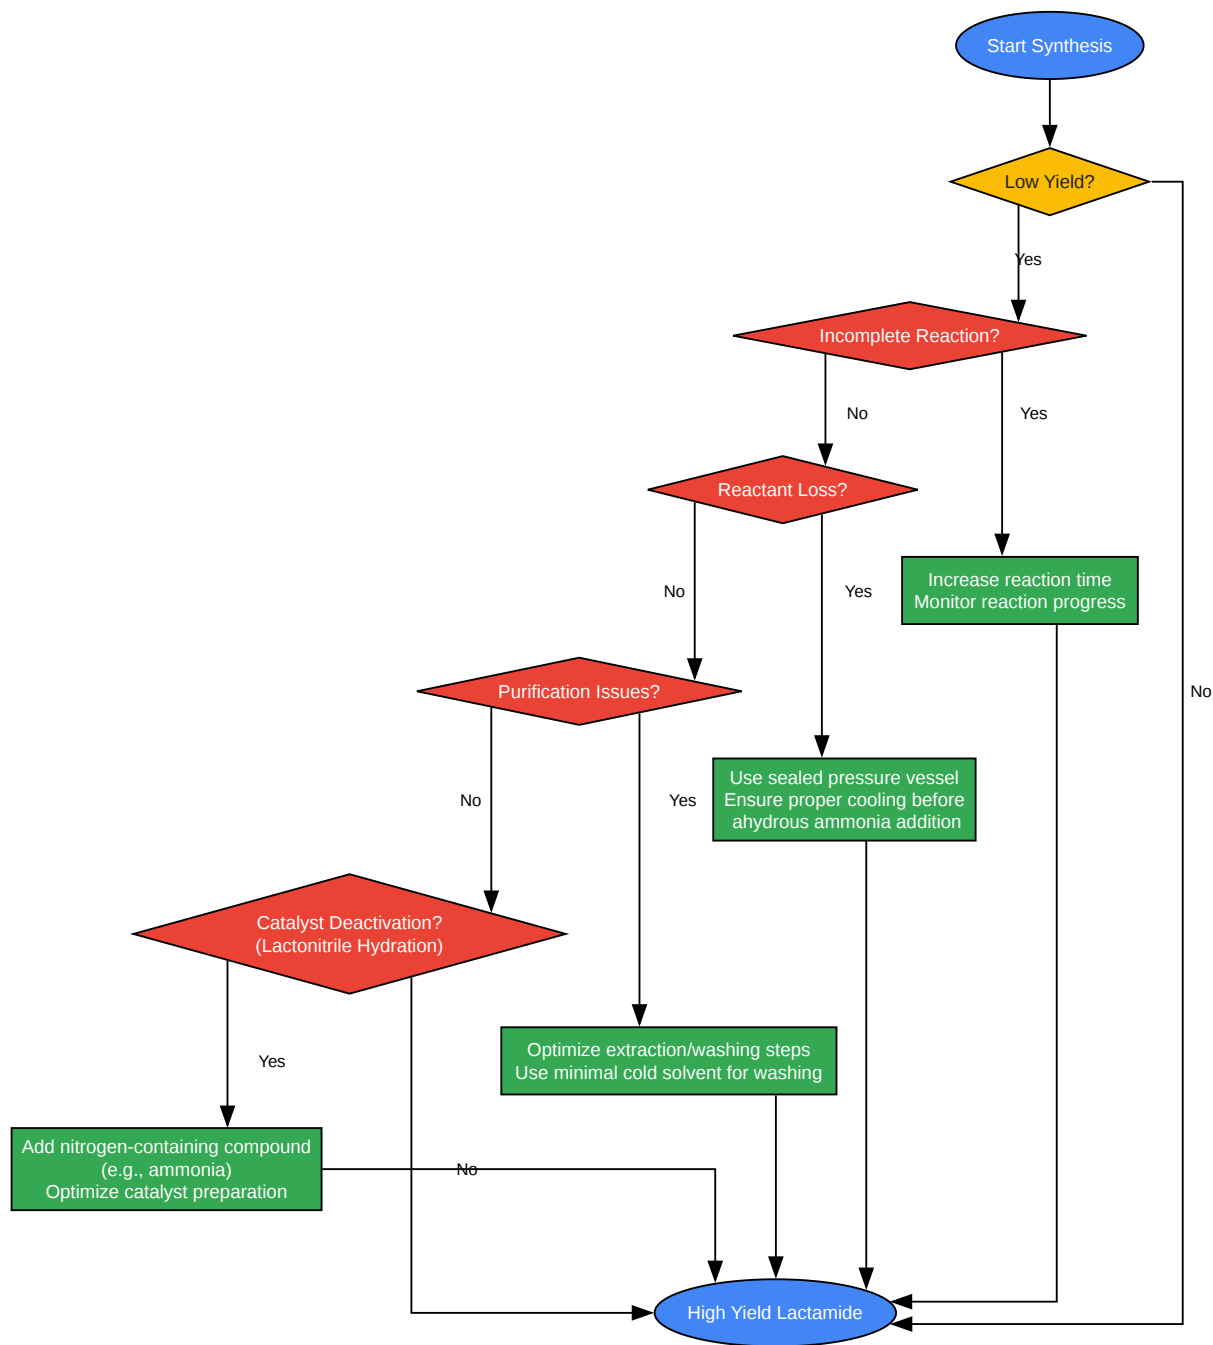 Start Synthesis
Low Yield?
Yes
Incomplete Reaction?
No
Yes
Reactant Loss?
Increase reaction time
Monitor reaction progress
No
Yes
Purification Issues?
No
Use sealed pressure vessel
Ensure proper cooling before
ahydrous ammonia addition
No
Yes
Catalyst Deactivation?
(Lactonitrile Hydration)
Optimize extraction/washing steps
Use minimal cold solvent for washing
Yes
Add nitrogen-containing compound
(e.g., ammonia)
Optimize catalyst preparation
No
High Yield Lactamide